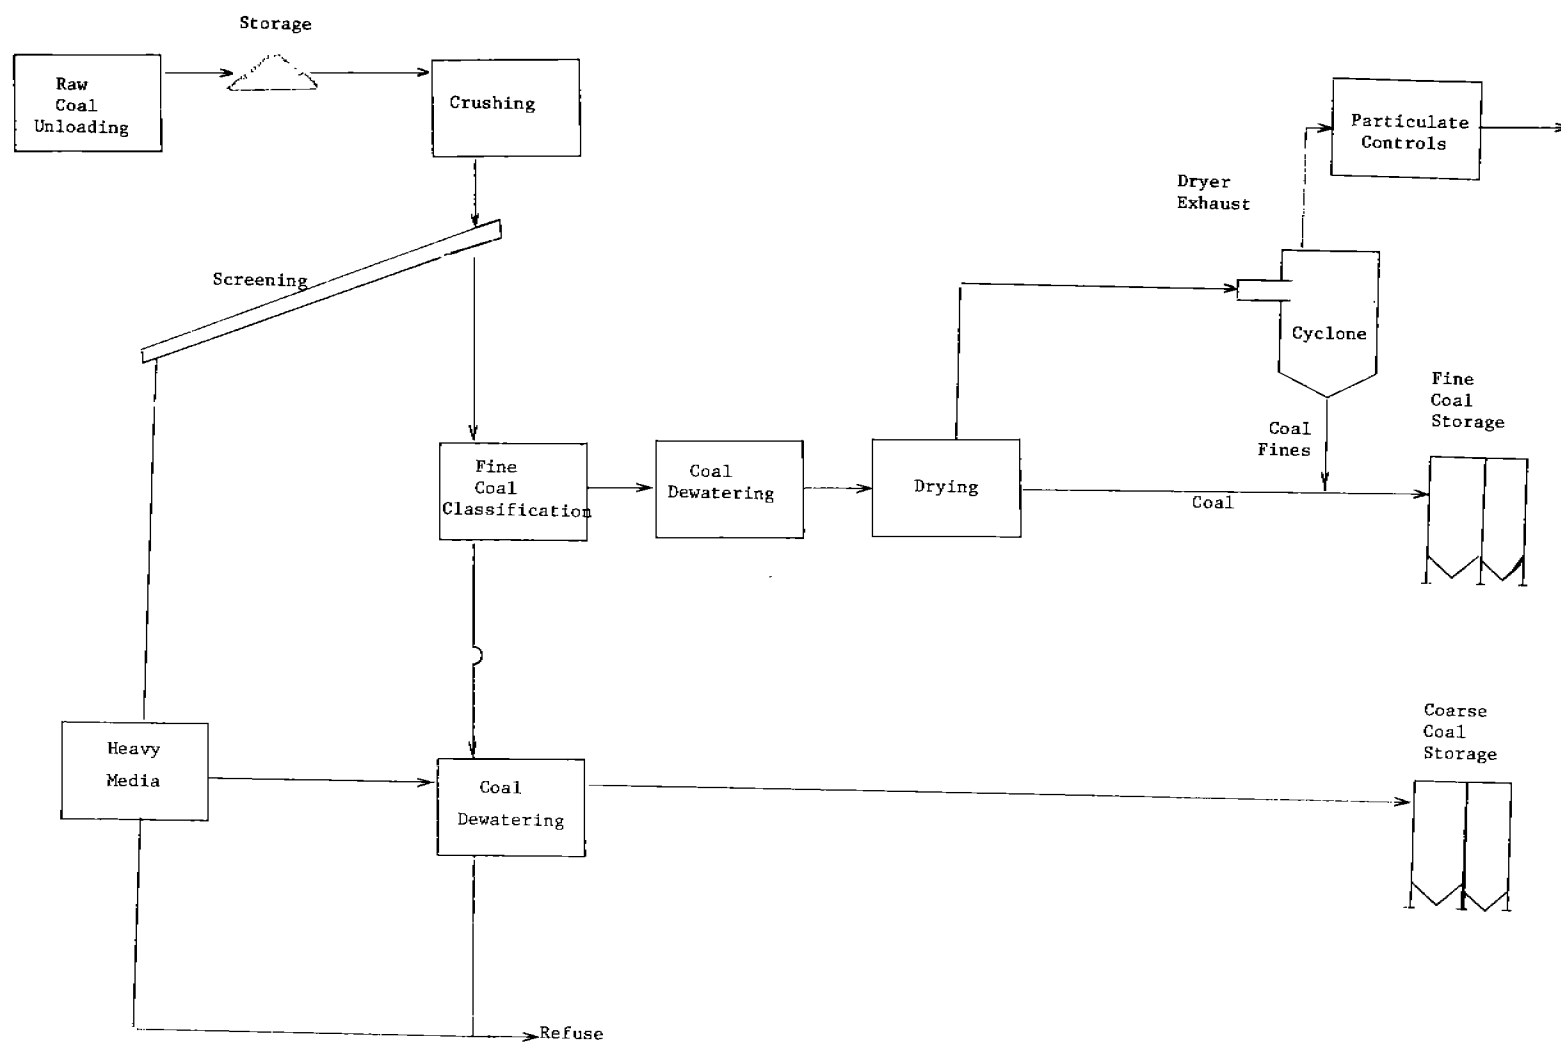 Storage
Raw
Coal
Unloading
Crushing
Particulate
Controls
Dryer
Exhaust
Screening
Cyclone
Fine
Coal
Storage
Coal
Fines
Fine
Coal
Classification
Coal
Dewatering
Drying
Coal
Coarse
Coal
Storage
Heavy
Media
Coal
Dewatering
Refuse